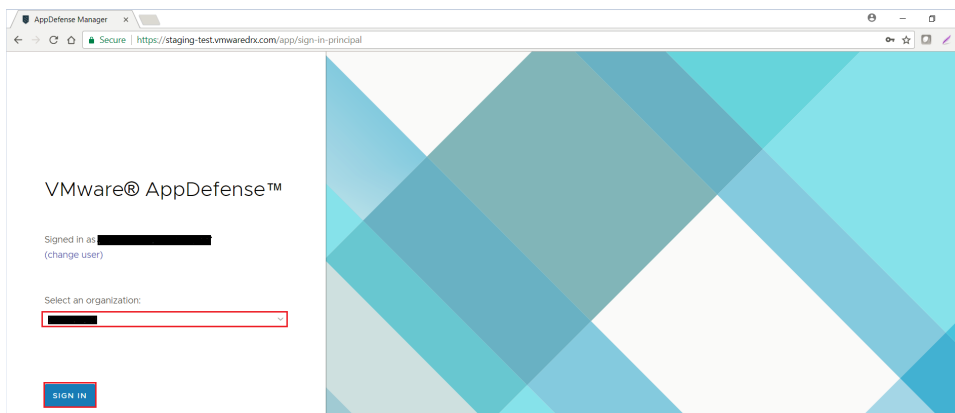 AppDefense Manager
Secure | https://staging-test.vmwaredrx.com/app/sign-in-principal
VMware® AppDefense™
Signed in as
(change user)
Select an organization:
SIGN IN